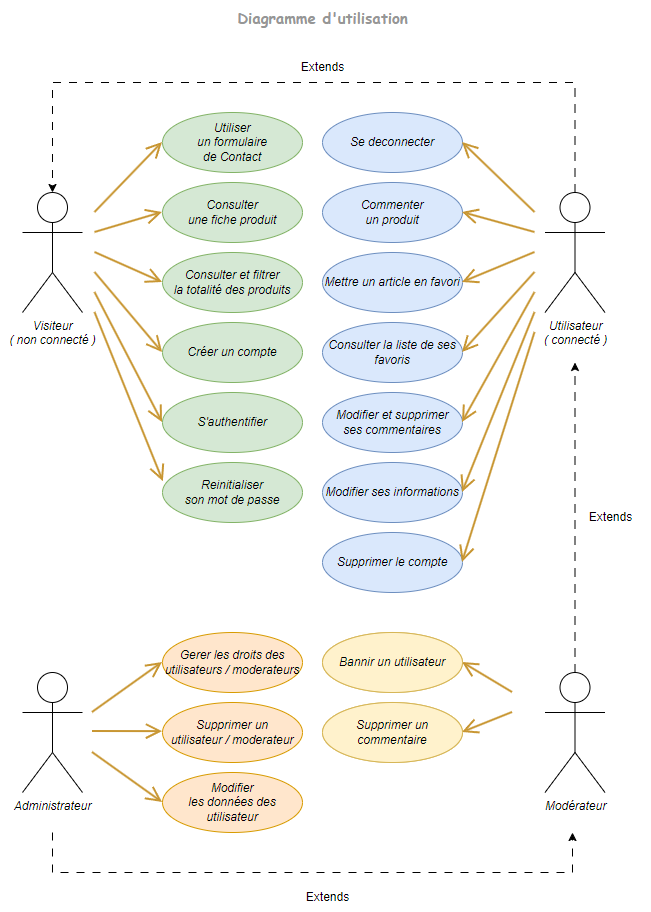 Diagramme d'utilisation
Extends
Utiliser
un formulaire
de Contact
Se deconnecter
Consulter
une fiche produit
Commenter
un produit
Consulter et filtrer
la totalité des produits
Mettre un article en favori
Visiteur
( non connecté )
Utilisateur
( connecté )
Créer un compte
Consulter la liste de ses
favoris
S'authentifier
Modifier et supprimer
ses commentaires
Reinitialiser
son mot de passe
Modifier ses informations
Extends
Supprimer le compte
Gerer les droits des
utilisateurs / moderateurs
Bannir un utilisateur
Supprimer un
utilisateur / moderateur
Supprimer un
commentaire
Modifier
les données des
utilisateur
Administrateur
Modérateur
Extends